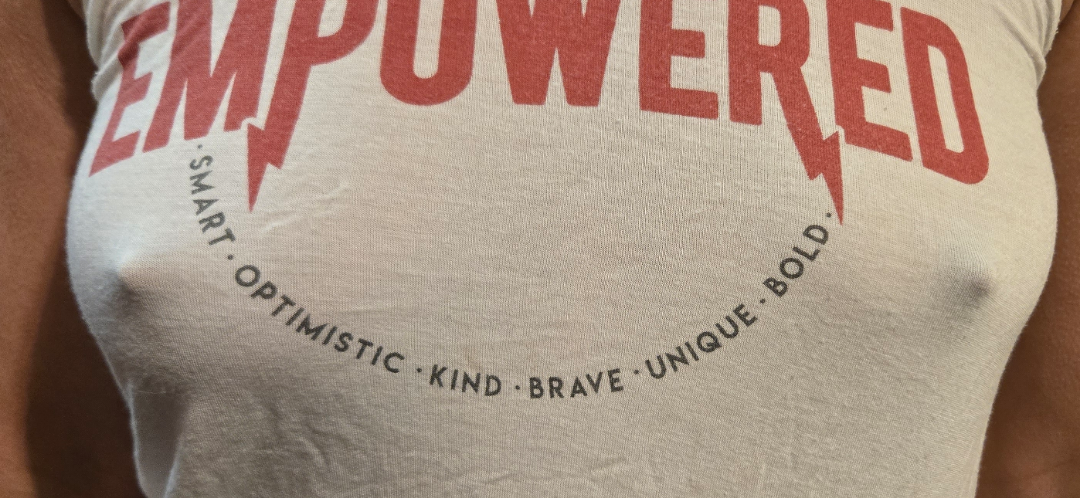 EMPOWERED
· SMART · OPTIMISTIC · KIND · BRAVE · UNIQUE · BOLD ·